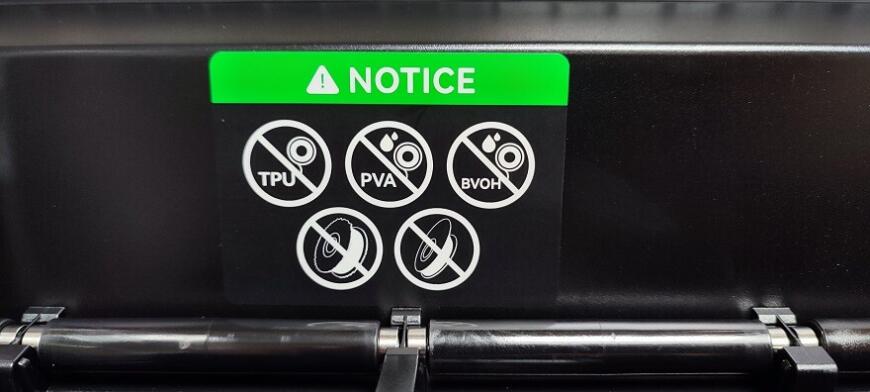 NOTICE
TPU PVA BVOH